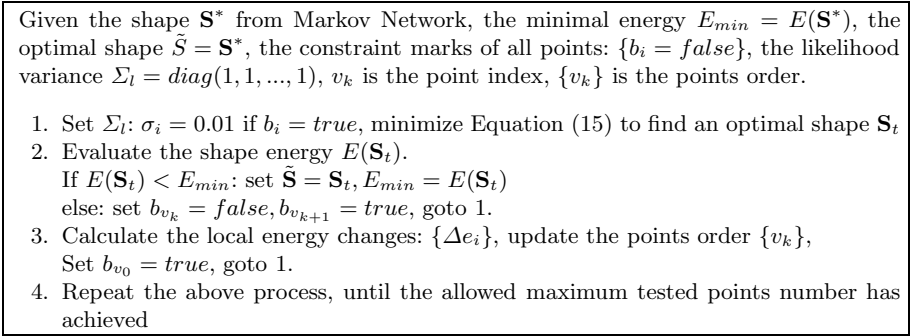 Given the shape S* from Markov Network, the minimal energy E_min = E(S*), the
optimal shape S̃ = S*, the constraint marks of all points: {b_i = false}, the likelihood
variance Σ_l = diag(1, 1, ..., 1), v_k is the point index, {v_k} is the points order.
1. Set Σ_l: σ_i = 0.01 if b_i = true, minimize Equation (15) to find an optimal shape S_t
2. Evaluate the shape energy E(S_t).
If E(S_t) < E_min: set S̃ = S_t, E_min = E(S_t)
else: set b_{v_k} = false, b_{v_{k+1}} = true, goto 1.
3. Calculate the local energy changes: {Δe_i}, update the points order {v_k},
Set b_{v_0} = true, goto 1.
4. Repeat the above process, until the allowed maximum tested points number has
achieved